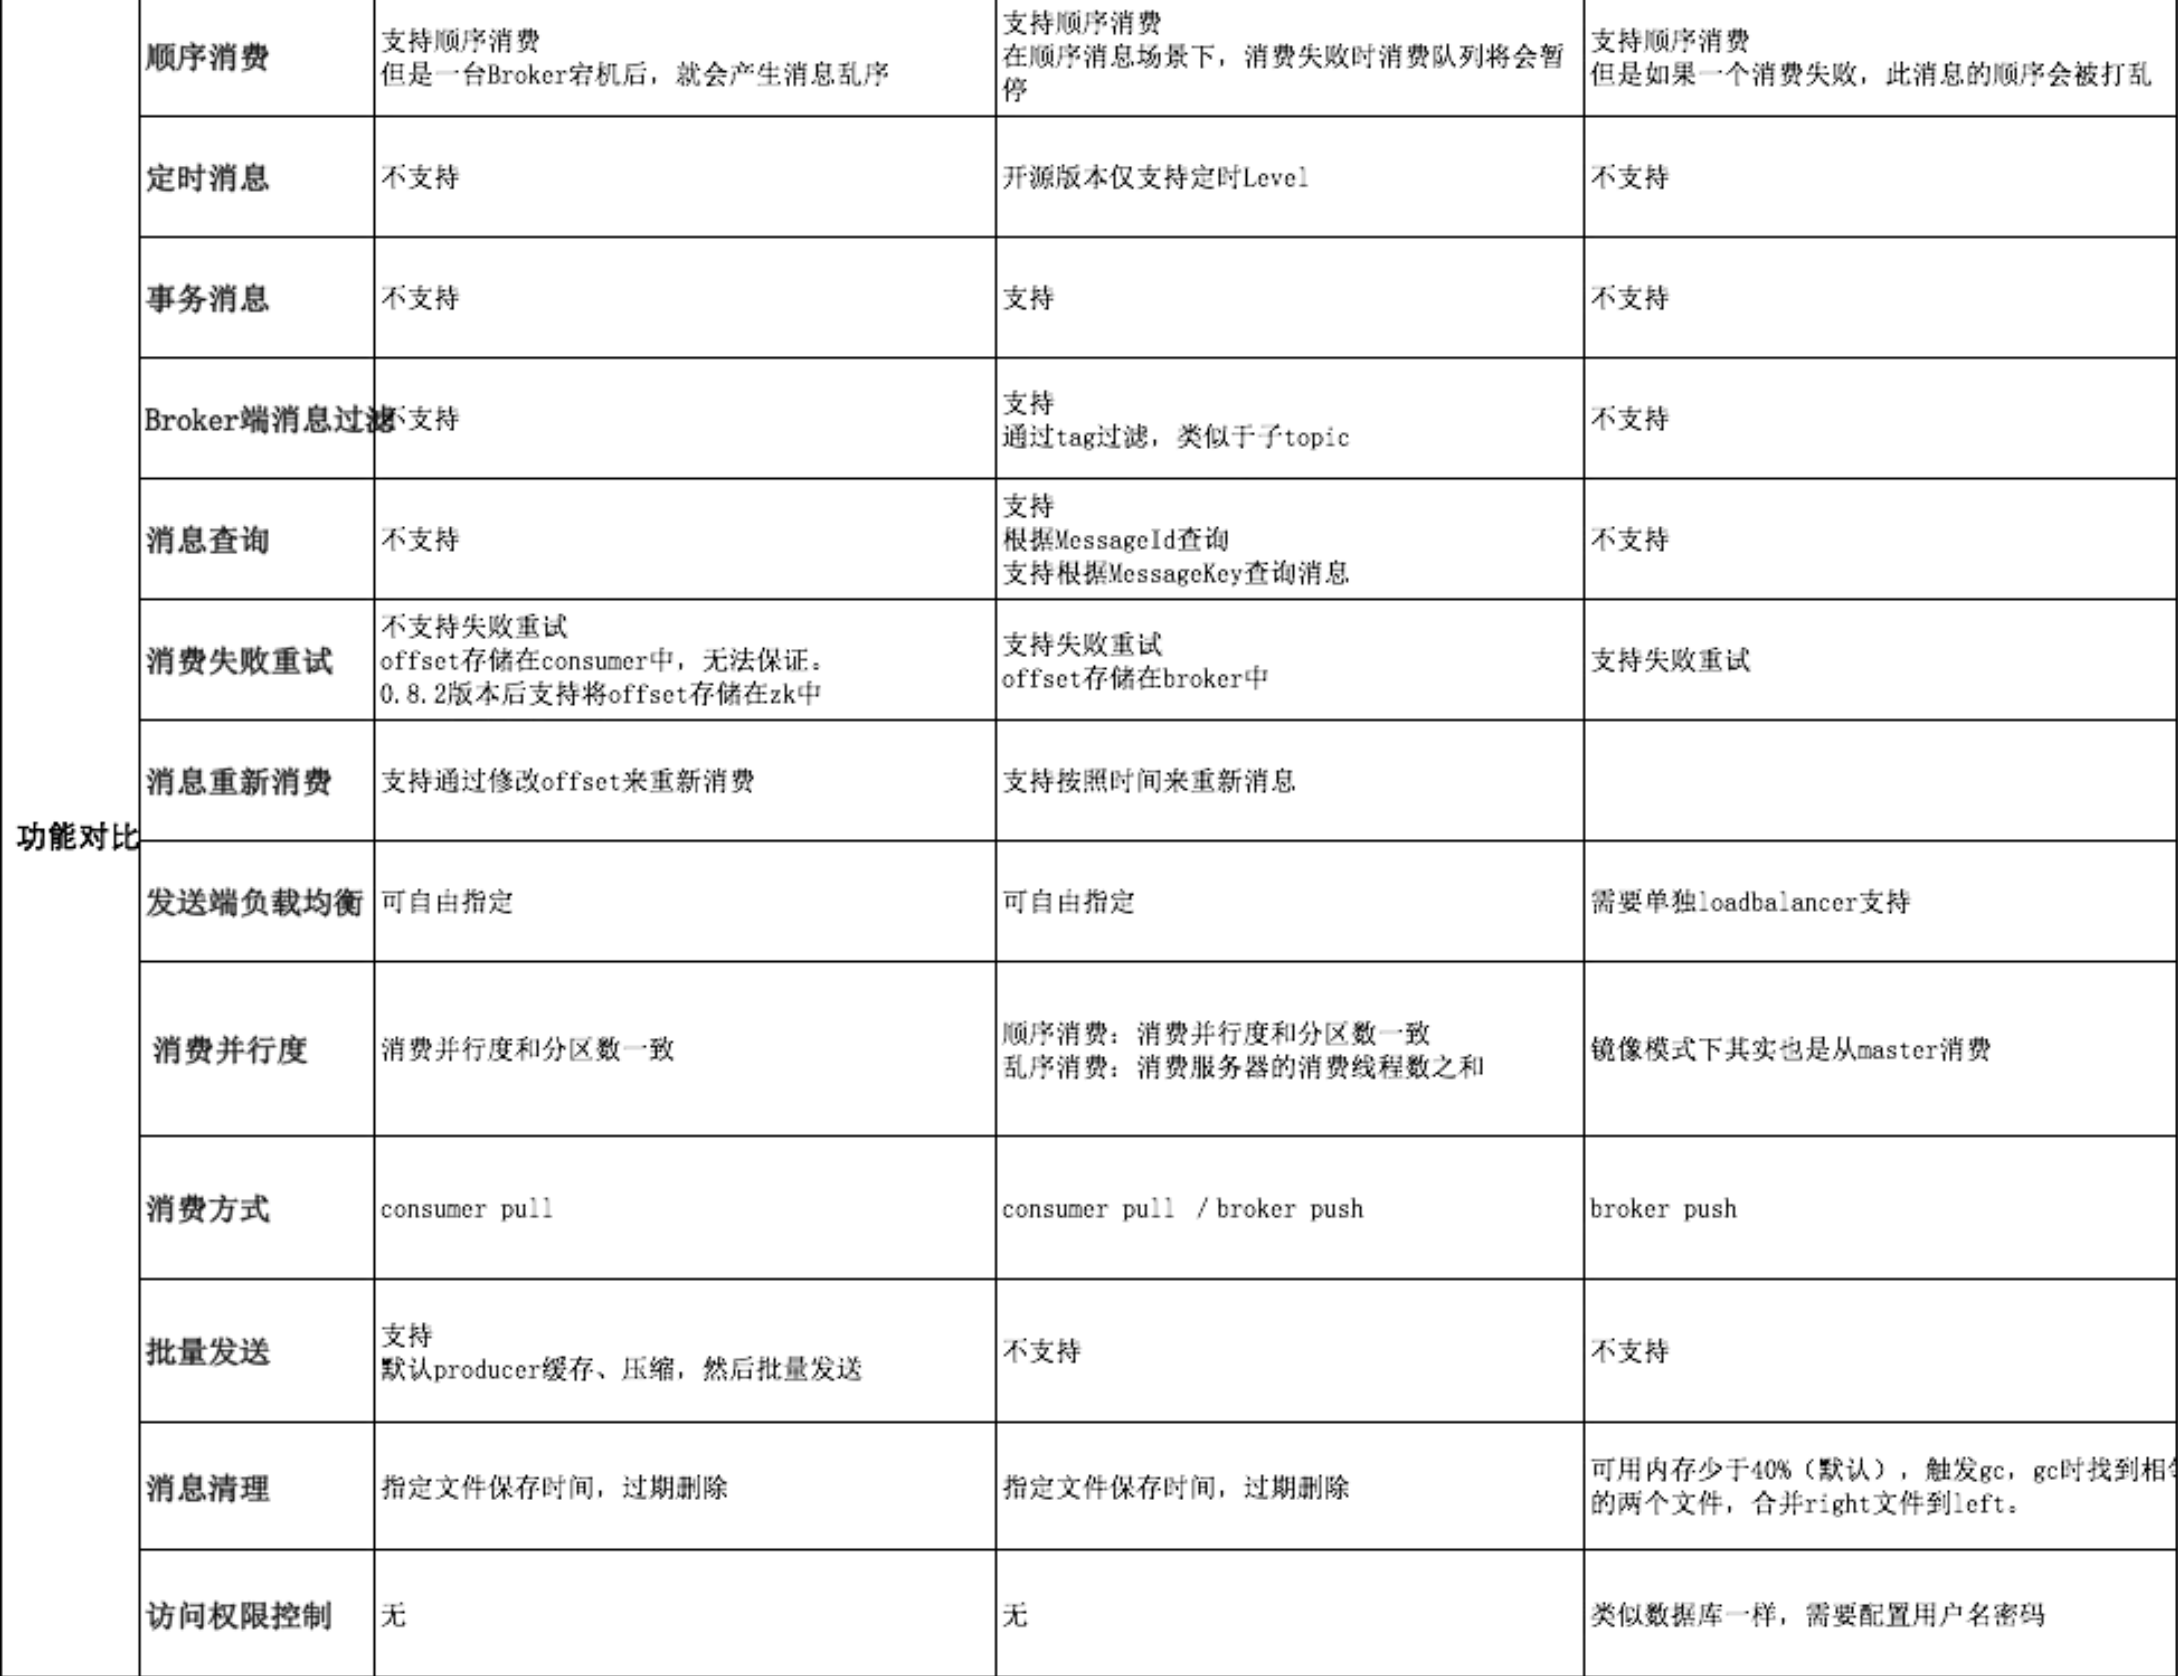 功能对比
顺序消费
支持顺序消费
但是一台Broker宕机后，就会产生消息乱序
支持顺序消费
在顺序消息场景下，消费失败时消费队列将会暂
停
支持顺序消费
但是如果一个消费失败，此消息的顺序会被打乱
定时消息
不支持
开源版本仅支持定时Level
不支持
事务消息
不支持
支持
不支持
Broker端消息过滤
不支持
支持
通过tag过滤，类似于子topic
不支持
消息查询
不支持
支持
根据MessageId查询
支持根据MessageKey查询消息
不支持
消费失败重试
不支持失败重试
offset存储在consumer中，无法保证。
0.8.2版本后支持将offset存储在zk中
支持失败重试
offset存储在broker中
支持失败重试
消息重新消费
支持通过修改offset来重新消费
支持按照时间来重新消息
发送端负载均衡
可自由指定
可自由指定
需要单独loadbalancer支持
消费并行度
消费并行度和分区数一致
顺序消费：消费并行度和分区数一致
乱序消费：消费服务器的消费线程数之和
镜像模式下其实也是从master消费
消费方式
consumer pull
consumer pull / broker push
broker push
批量发送
支持
默认producer缓存、压缩，然后批量发送
不支持
不支持
消息清理
指定文件保存时间，过期删除
指定文件保存时间，过期删除
可用内存少于40%（默认），触发gc，gc时找到相
的两个文件，合并right文件到left。
访问权限控制
无
无
类似数据库一样，需要配置用户名密码